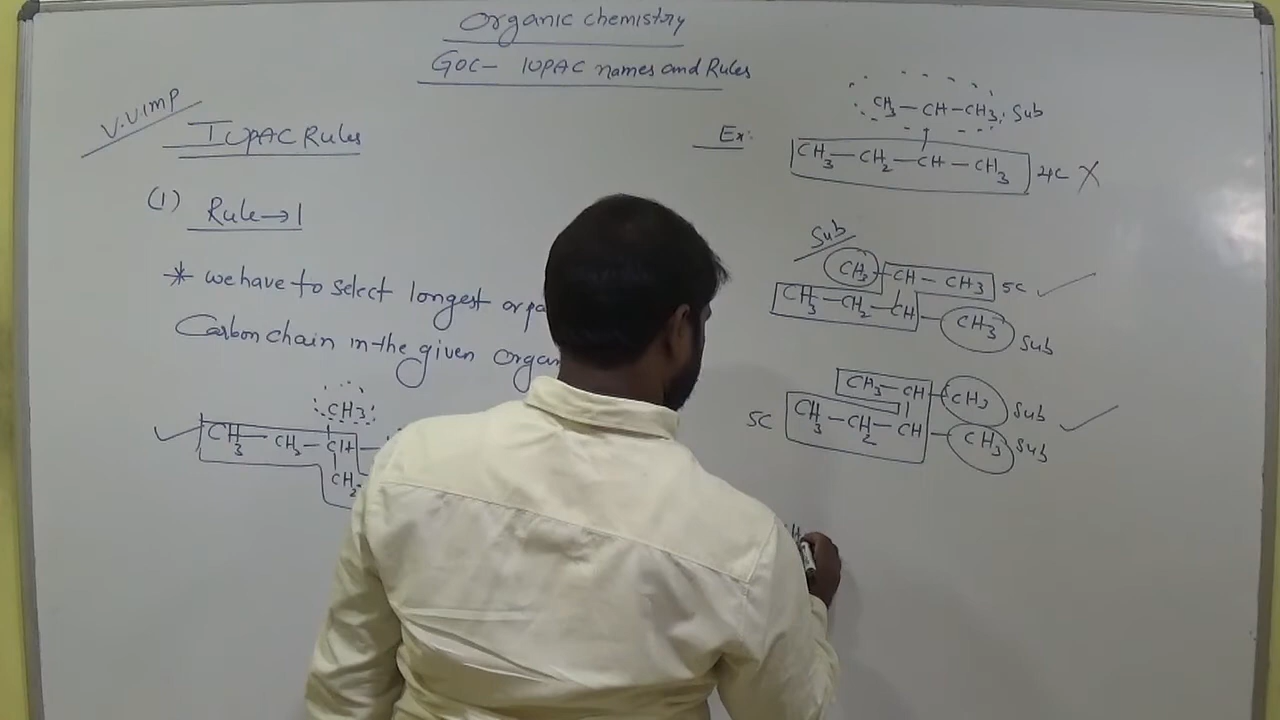 Organic chemistry
GOC- IUPAC names and Rules
V.V.IMP
IUPAC Rules
(1) Rule→1
* we have to select longest
Carbon chain in the given
CH3
CH3— CH2— CH —
CH2
Ex:
CH3—CH—CH3: Sub
CH3—CH2—CH—CH3 4C X
Sub
CH3—CH—CH3 5C ✓
CH3—CH2—CH—CH3 Sub
CH3—CH—CH3 Sub
5C CH3—CH2—CH—CH3 Sub